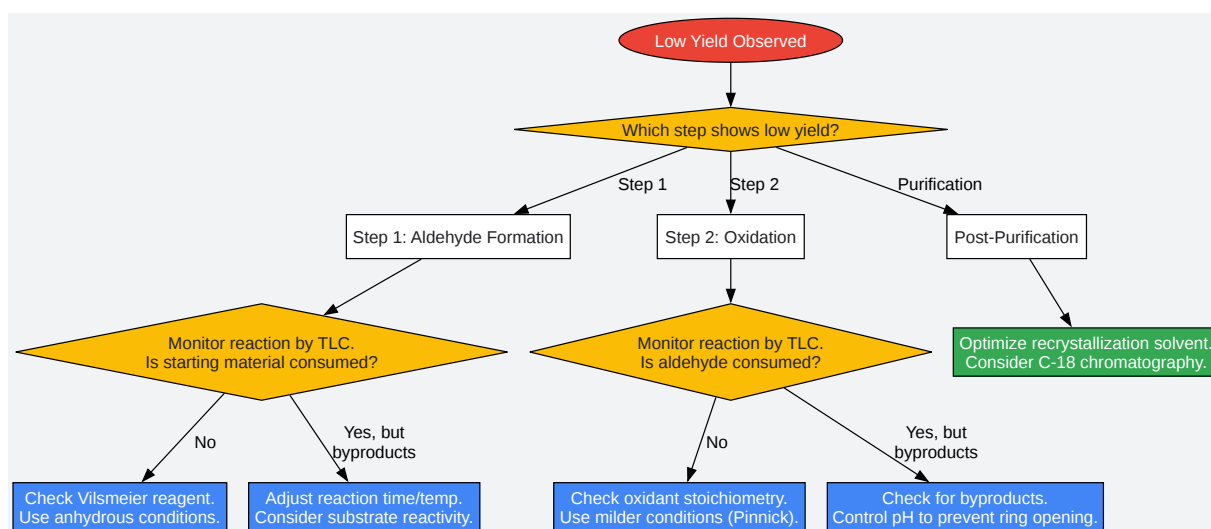 Low Yield Observed
Which step shows low yield?
Step 1
Step 2
Purification
Step 1: Aldehyde Formation
Step 2: Oxidation
Post-Purification
Monitor reaction by TLC.
Is starting material consumed?
Monitor reaction by TLC.
Is aldehyde consumed?
Optimize recrystallization solvent.
Consider C-18 chromatography.
No
Yes, but
byproducts
No
Yes, but
byproducts
Check Vilsmeier reagent.
Use anhydrous conditions.
Adjust reaction time/temp.
Consider substrate reactivity.
Check oxidant stoichiometry.
Use milder conditions (Pinnick).
Check for byproducts.
Control pH to prevent ring opening.